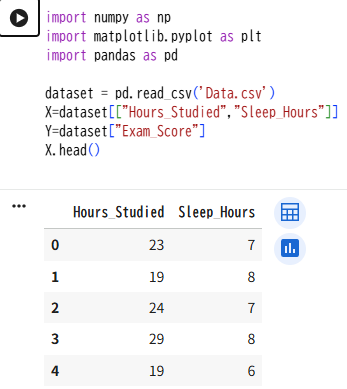 import numpy as np
import matplotlib.pyplot as plt
import pandas as pd
dataset = pd.read_csv('Data.csv')
X=dataset[["Hours_Studied","Sleep_Hours"]]
Y=dataset["Exam_Score"]
X.head()
Hours_Studied Sleep_Hours
0 23 7
1 19 8
2 24 7
3 29 8
4 19 6